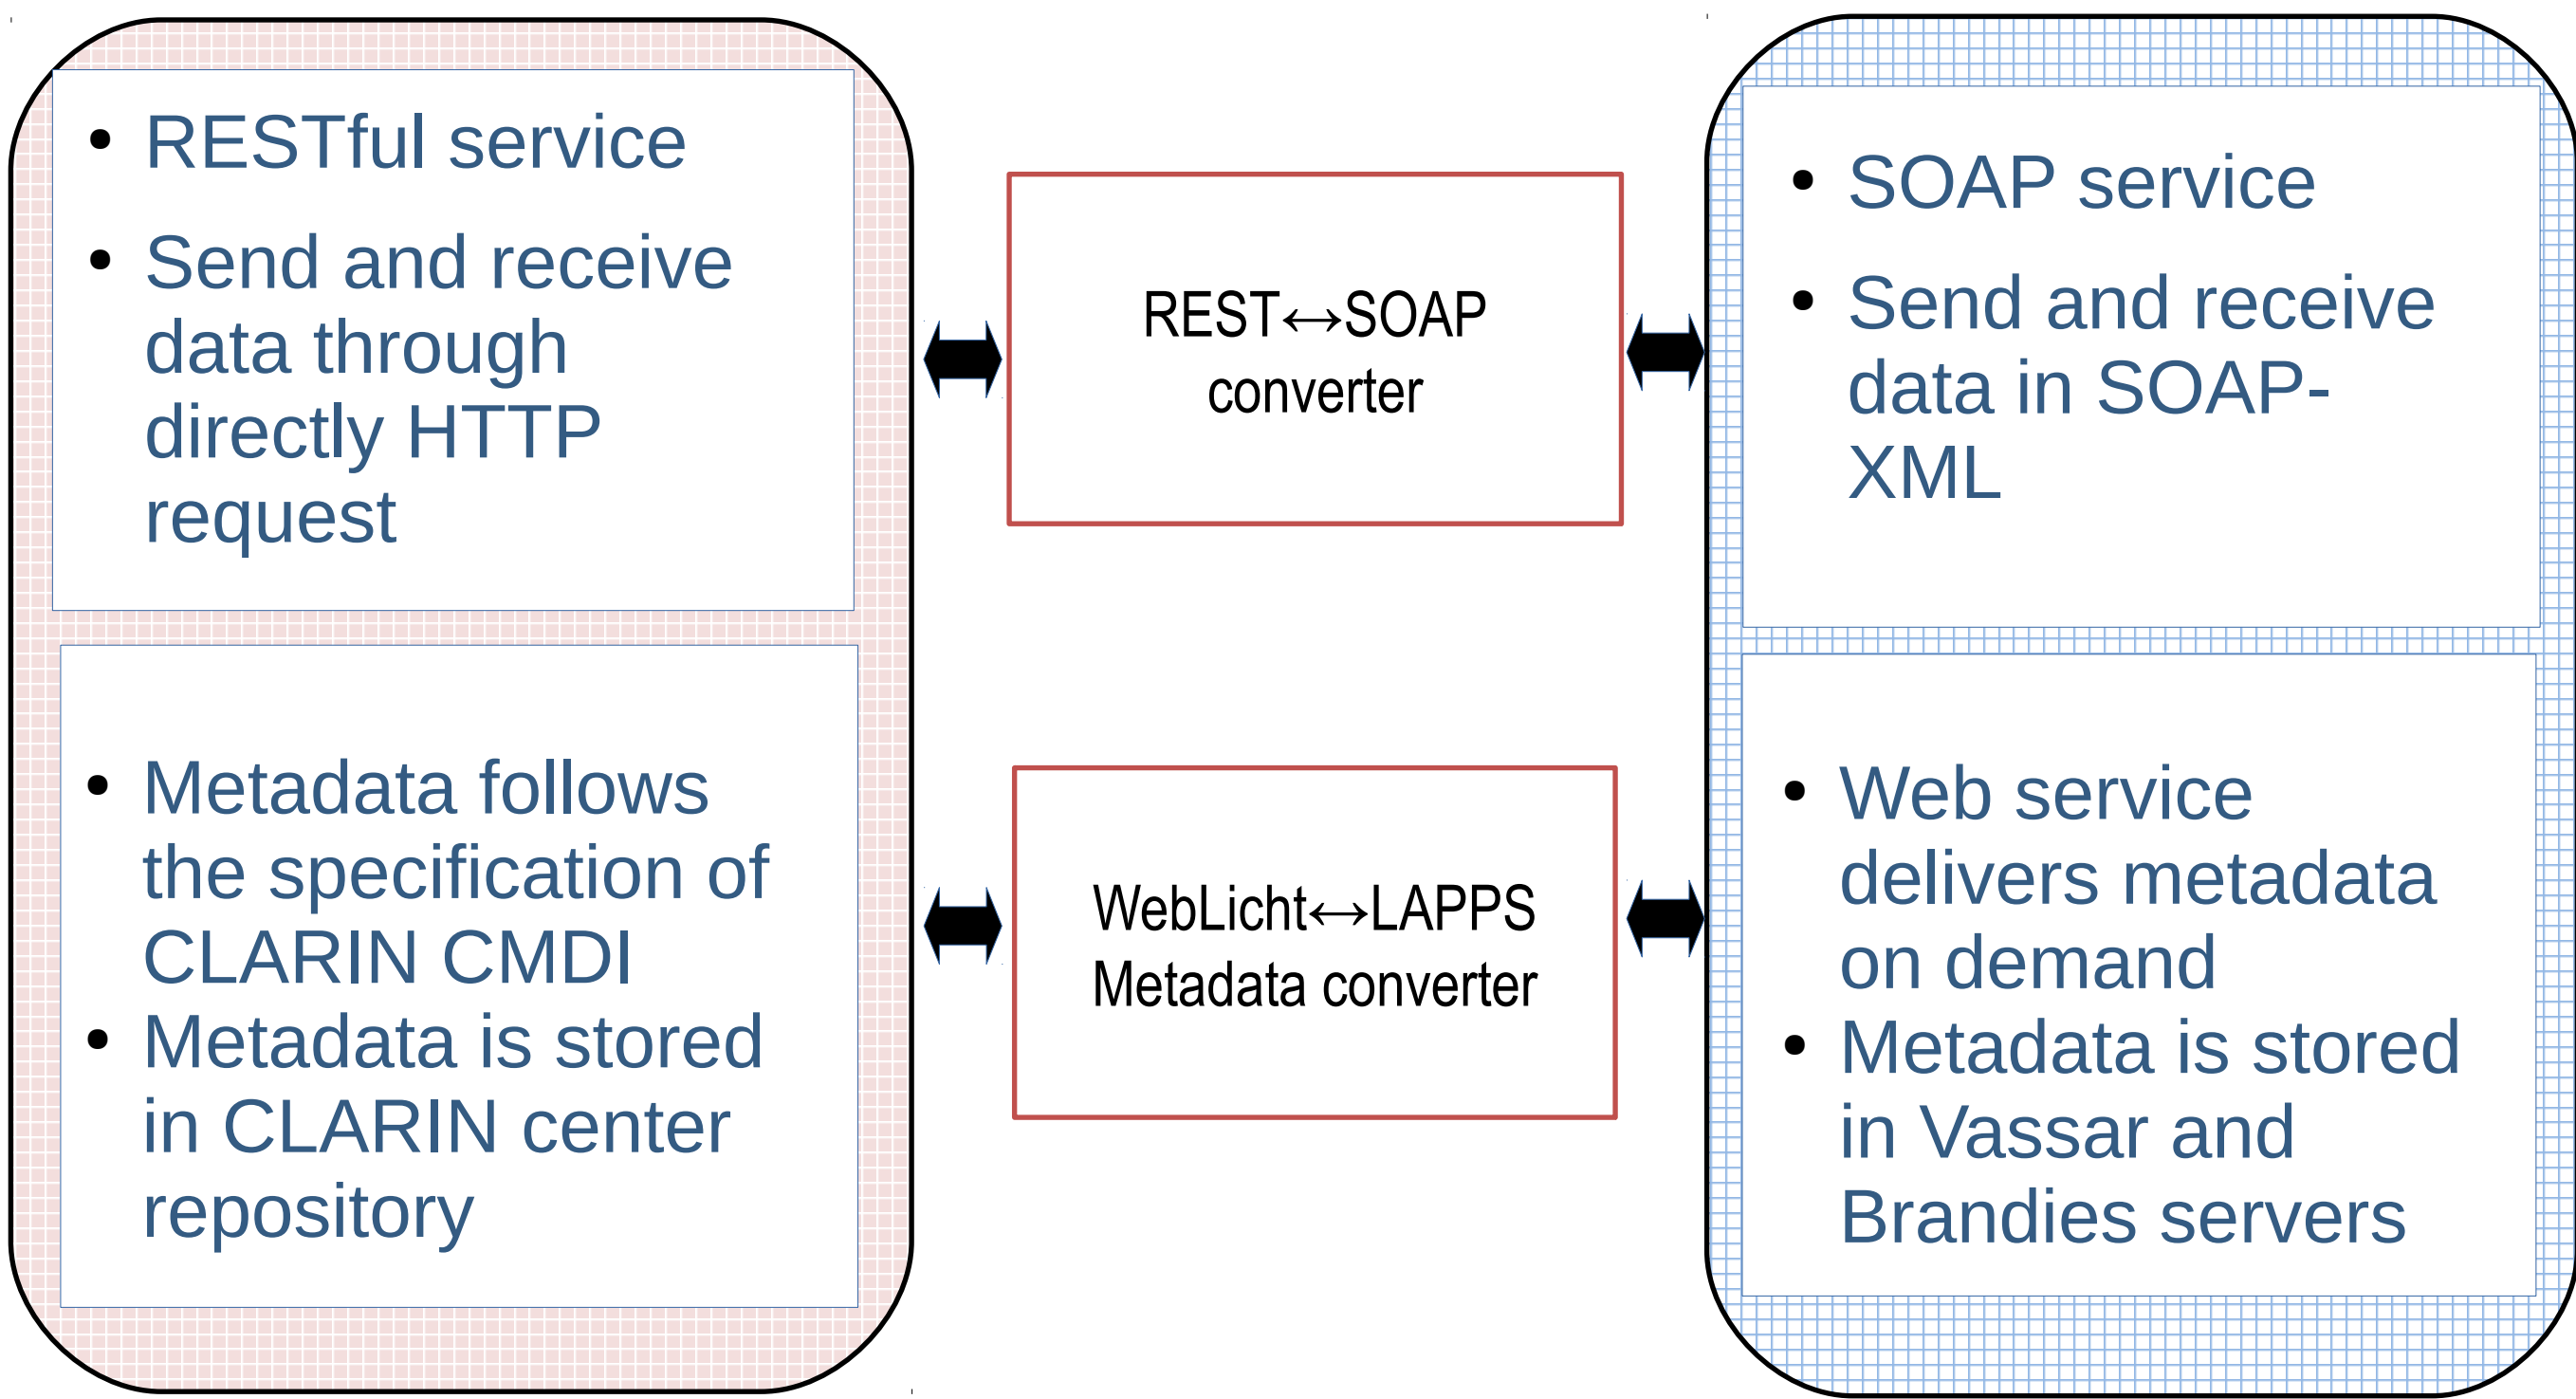 • RESTful service
• Send and receive
data through
directly HTTP
request
• Metadata follows
the specification of
CLARIN CMDI
• Metadata is stored
in CLARIN center
repository
REST↔SOAP
converter
WebLicht↔LAPPS
Metadata converter
• SOAP service
• Send and receive
data in SOAP-
XML
• Web service
delivers metadata
on demand
• Metadata is stored
in Vassar and
Brandies servers